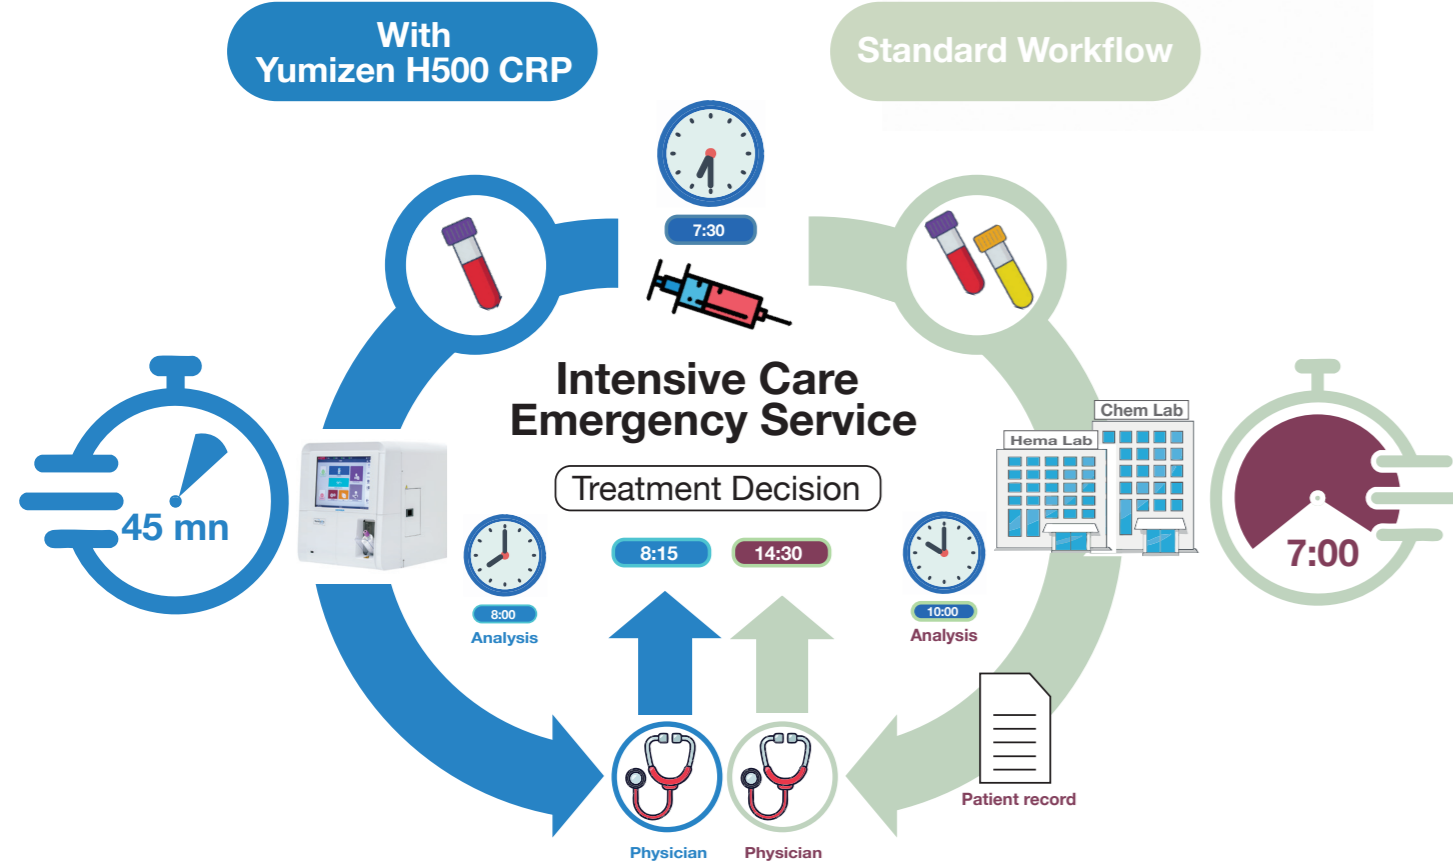 With
Yumizen H500 CRP
Standard Workflow
7:30
Intensive Care
Emergency Service
Treatment Decision
Chem Lab
Hema Lab
45 mn
7:00
8:15
14:30
8:00
Analysis
10:00
Analysis
Patient record
Physician
Physician